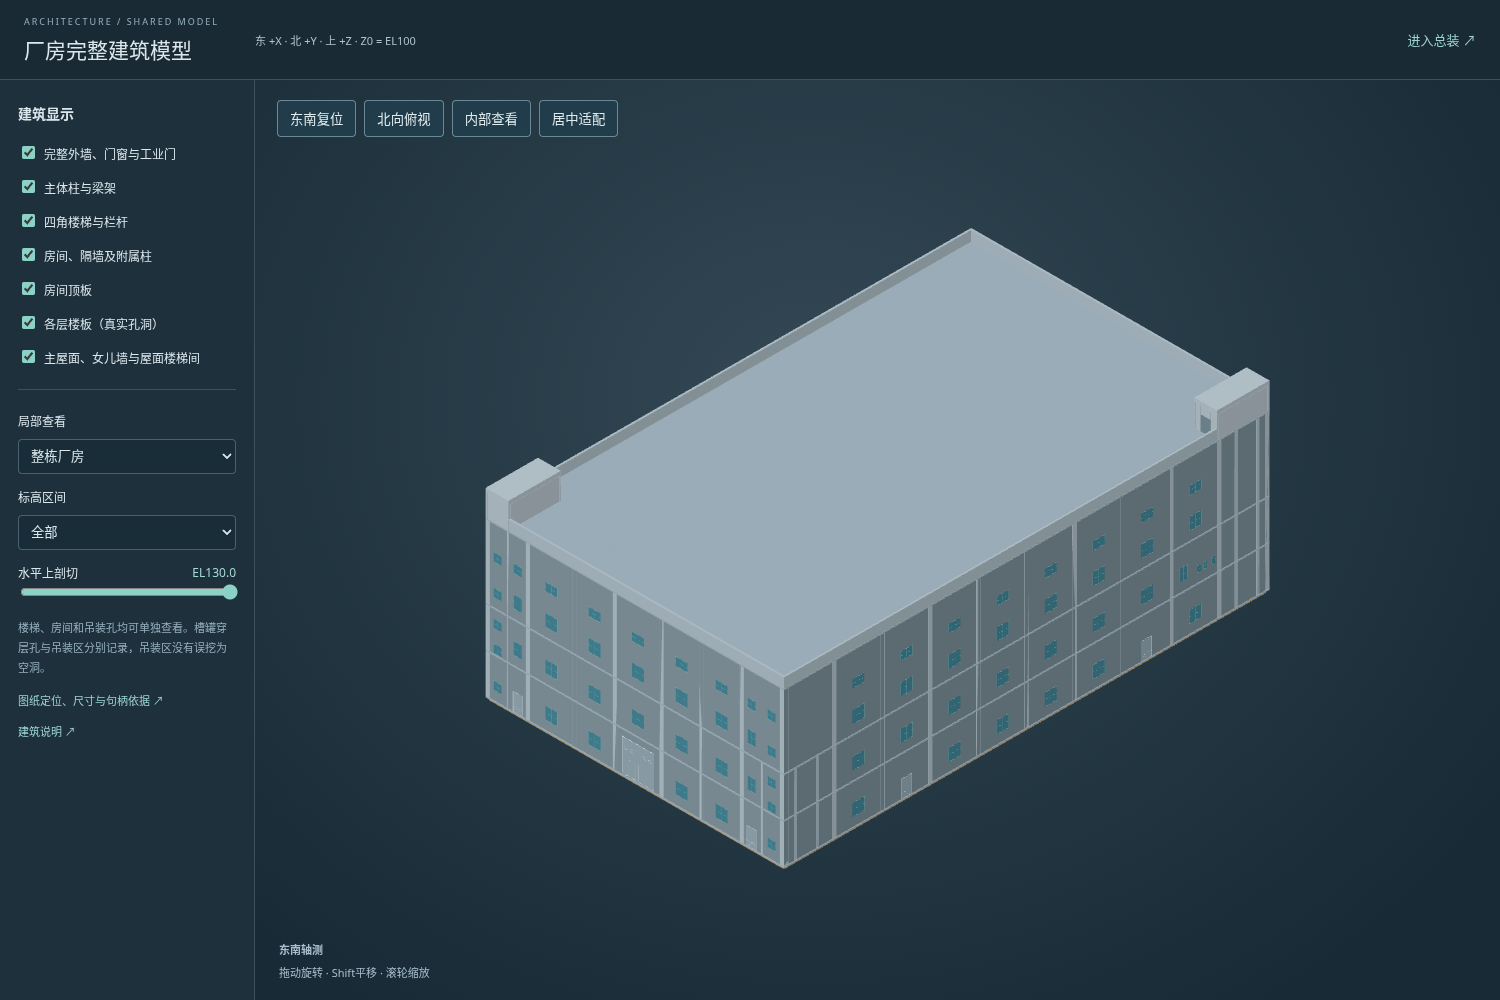 ARCHITECTURE / SHARED MODEL
厂房完整建筑模型
东 +X · 北 +Y · 上 +Z · Z0 = EL100
进入总装 ↗
建筑显示
完整外墙、门窗与工业门
主体柱与梁架
四角楼梯与栏杆
房间、隔墙及附属柱
房间顶板
各层楼板（真实孔洞）
主屋面、女儿墙与屋面楼梯间
局部查看
整栋厂房
标高区间
全部
水平上剖切 EL130.0
楼梯、房间和吊装孔均可单独查看。槽罐穿
层孔与吊装区分别记录，吊装区没有误挖为
空洞。
图纸定位、尺寸与句柄依据 ↗
建筑说明 ↗
东南复位 北向俯视 内部查看 居中适配
东南轴测
拖动旋转 · Shift平移 · 滚轮缩放